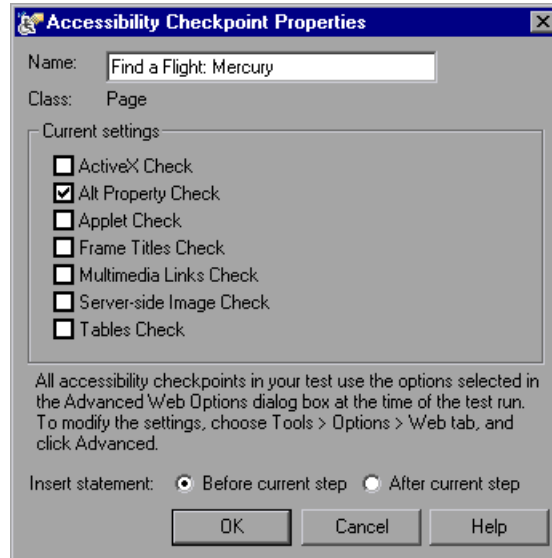 Accessibility Checkpoint Properties
Name: Find a Flight: Mercury
Class: Page
Current settings
ActiveX Check
Alt Property Check
Applet Check
Frame Titles Check
Multimedia Links Check
Server-side Image Check
Tables Check
All accessibility checkpoints in your test use the options selected in
the Advanced Web Options dialog box at the time of the test run.
To modify the settings, choose Tools > Options > Web tab, and
click Advanced.
Insert statement: Before current step After current step
OK Cancel Help